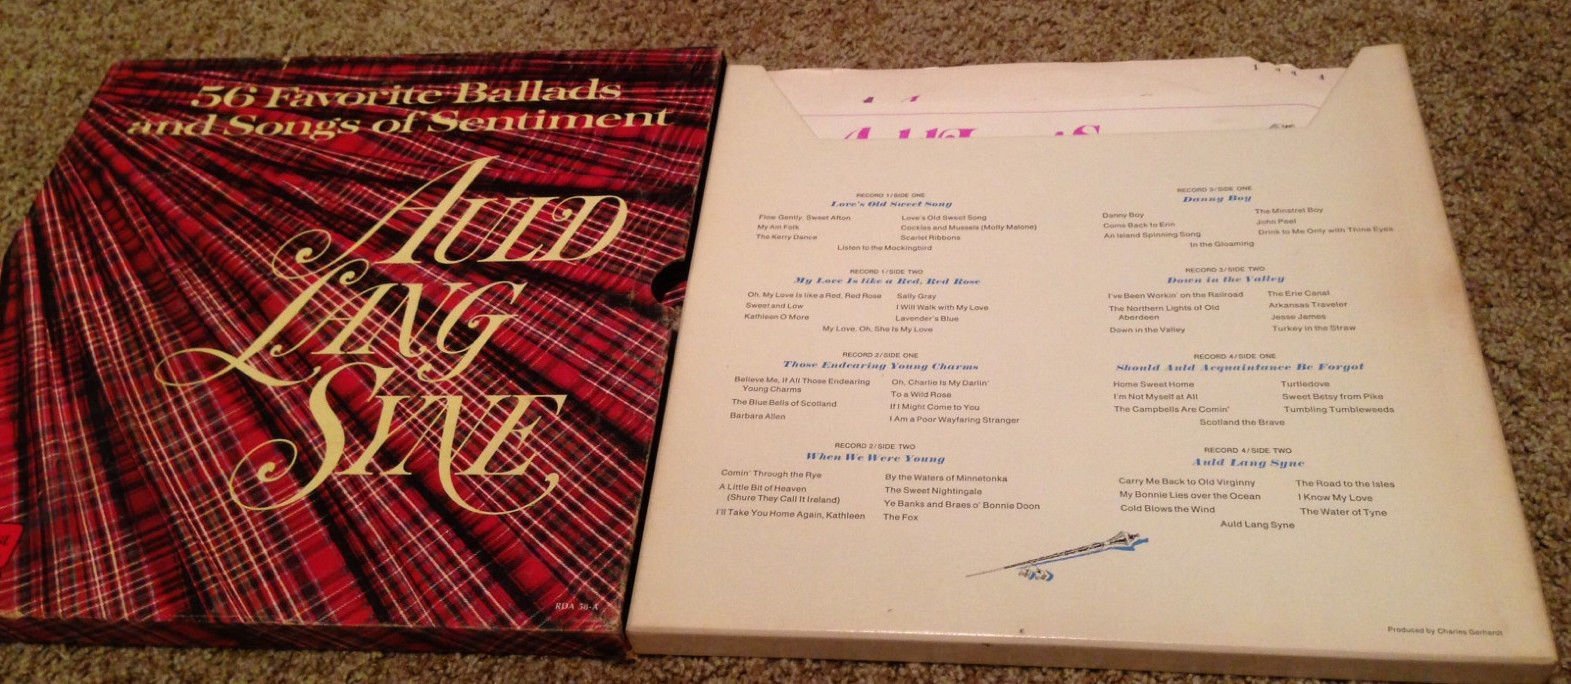 56 Favorite Ballads
and Songs of Sentiment
AULD
LANG
SYNE
RDA 58-A
RECORD 1/SIDE ONE
Love's Old Sweet Song
Flow Gently, Sweet Afton
My Ain Folk
The Kerry Dance
Love's Old Sweet Song
Cockles and Mussels (Molly Malone)
Scarlet Ribbons
Listen to the Mockingbird
RECORD 1/SIDE TWO
My Love Is like a Red, Red Rose
Oh, My Love Is like a Red, Red Rose
Sweet and Low
Kathleen O'More
Sally Gray
I Will Walk with My Love
Lavender's Blue
My Love, Oh, She Is My Love
RECORD 2/SIDE ONE
Those Endearing Young Charms
Believe Me, If All Those Endearing
Young Charms
The Blue Bells of Scotland
Barbara Allen
Oh, Charlie Is My Darlin'
To a Wild Rose
If I Might Come to You
I Am a Poor Wayfaring Stranger
RECORD 2/SIDE TWO
When We Were Young
Comin' Through the Rye
A Little Bit of Heaven
(Shure They Call It Ireland)
I'll Take You Home Again, Kathleen
By the Waters of Minnetonka
The Sweet Nightingale
Ye Banks and Braes o' Bonnie Doon
The Fox
RECORD 3/SIDE ONE
Danny Boy
Danny Boy
Come Back to Erin
An Island Spinning Song
The Minstrel Boy
John Peel
Drink to Me Only with Thine Eyes
In the Gloaming
RECORD 3/SIDE TWO
Down in the Valley
I've Been Workin' on the Railroad
The Northern Lights of Old
Aberdeen
Down in the Valley
The Erie Canal
Arkansas Traveler
Jesse James
Turkey in the Straw
RECORD 4/SIDE ONE
Should Auld Acquaintance Be Forgot
Home Sweet Home
I'm Not Myself at All
The Campbells Are Comin'
Turtledove
Sweet Betsy from Pike
Tumbling Tumbleweeds
Scotland the Brave
RECORD 4/SIDE TWO
Auld Lang Syne
Carry Me Back to Old Virginny
My Bonnie Lies over the Ocean
Cold Blows the Wind
The Road to the Isles
I Know My Love
The Water of Tyne
Auld Lang Syne
Produced by Charles Gerhardt